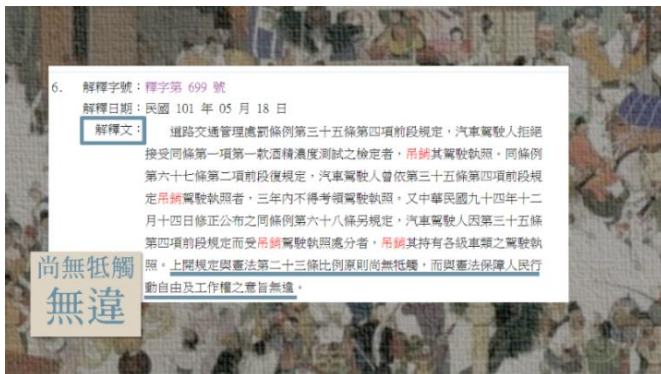 6. 解釋字號：釋字第 699 號
解釋日期：民國 101 年 05 月 18 日
解釋文： 道路交通管理處罰條例第三十五條第四項前段規定，汽車駕駛人拒絕
接受同條第一項第一款酒精濃度測試之檢定者，吊銷其駕駛執照。同條例
第六十七條第二項前段復規定，汽車駕駛人曾依第三十五條第四項前段規
定吊銷駕駛執照者，三年內不得考領駕駛執照。又中華民國九十四年十二
月十四日修正公布之同條例第六十八條另規定，汽車駕駛人因第三十五條
第四項前段規定而受吊銷駕駛執照處分者，吊銷其持有各級車類之駕駛執
照。上開規定與憲法第二十三條比例原則尚無牴觸，而與憲法保障人民行
動自由及工作權之意旨無違。
尚無牴觸
無違